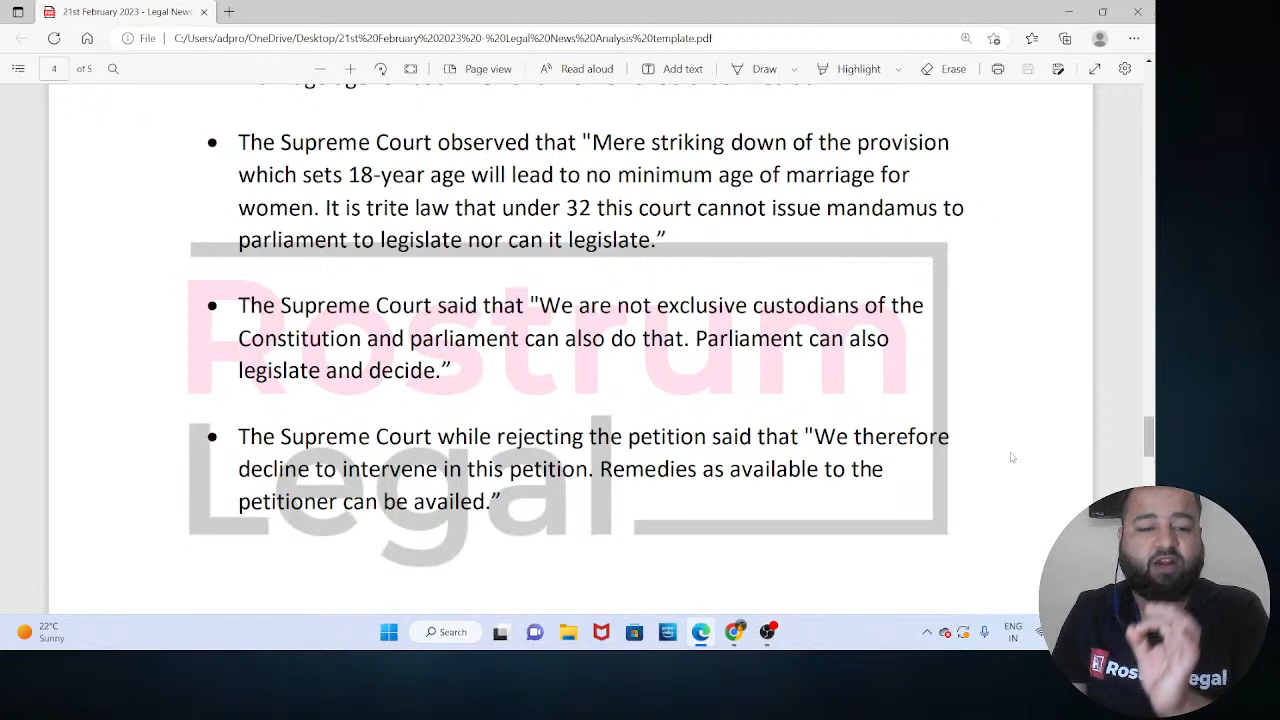 21st February 2023 - Legal News
File
C:/Users/adpro/OneDrive/Desktop/21st%20February%202023%20-%20Legal%20News%20Analysis%20template.pdf
4 of 5
Page view
Read aloud
Add text
Draw
Highlight
Erase
• The Supreme Court observed that "Mere striking down of the provision
which sets 18-year age will lead to no minimum age of marriage for
women. It is trite law that under 32 this court cannot issue mandamus to
parliament to legislate nor can it legislate.”
• The Supreme Court said that "We are not exclusive custodians of the
Constitution and parliament can also do that. Parliament can also
legislate and decide.”
• The Supreme Court while rejecting the petition said that "We therefore
decline to intervene in this petition. Remedies as available to the
petitioner can be availed.”
Rostrum
Legal
22°C
Sunny
Search
ENG
IN